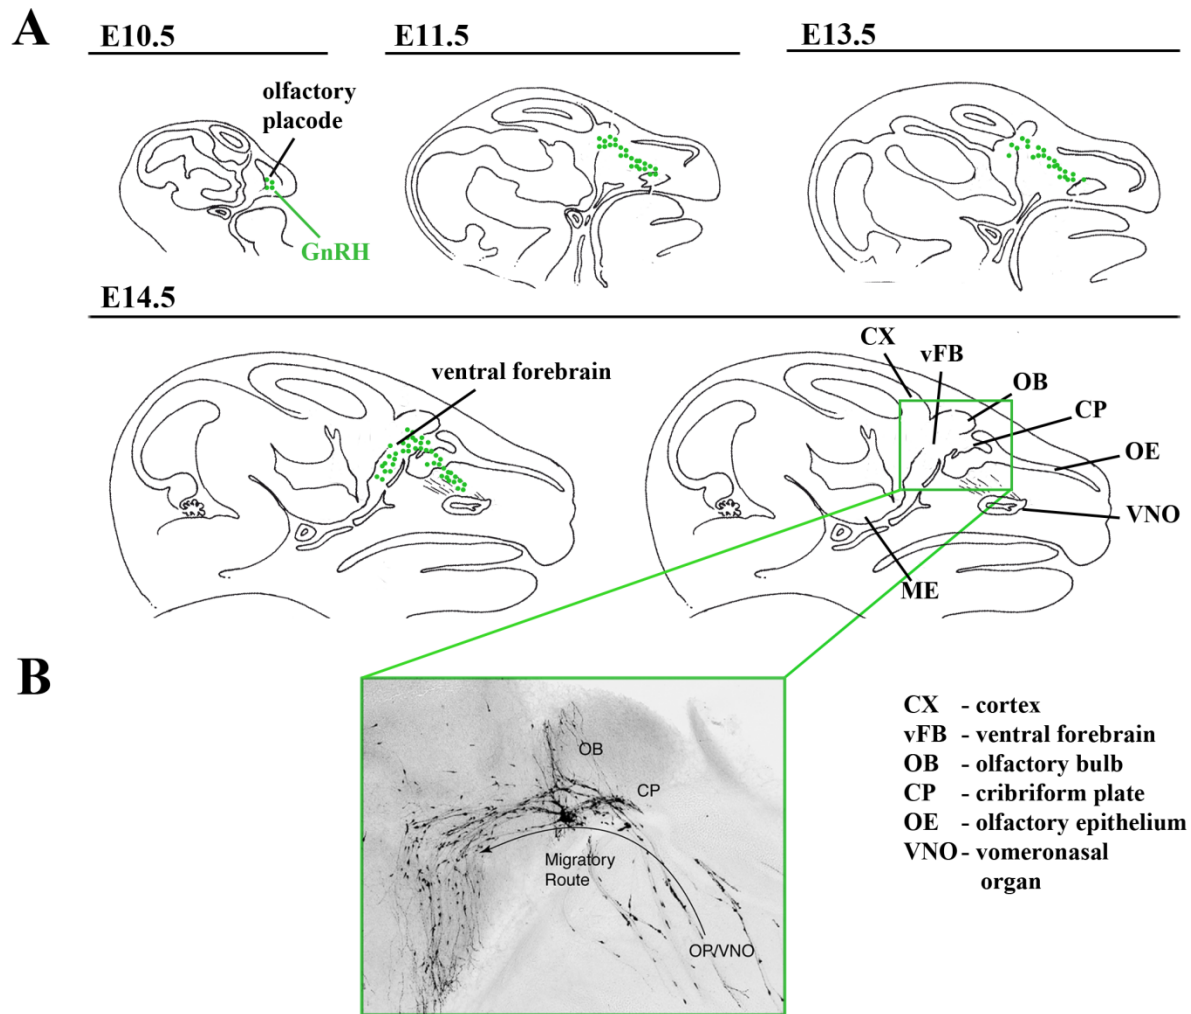 A
E10.5
E11.5
E13.5
olfactory
placode
GnRH
E14.5
ventral forebrain
CX
vFB
OB
CP
OE
VNO
ME
B
OB
CP
Migratory
Route
OP/VNO
CX - cortex
vFB - ventral forebrain
OB - olfactory bulb
CP - cribriform plate
OE - olfactory epithelium
VNO - vomeronasal
organ